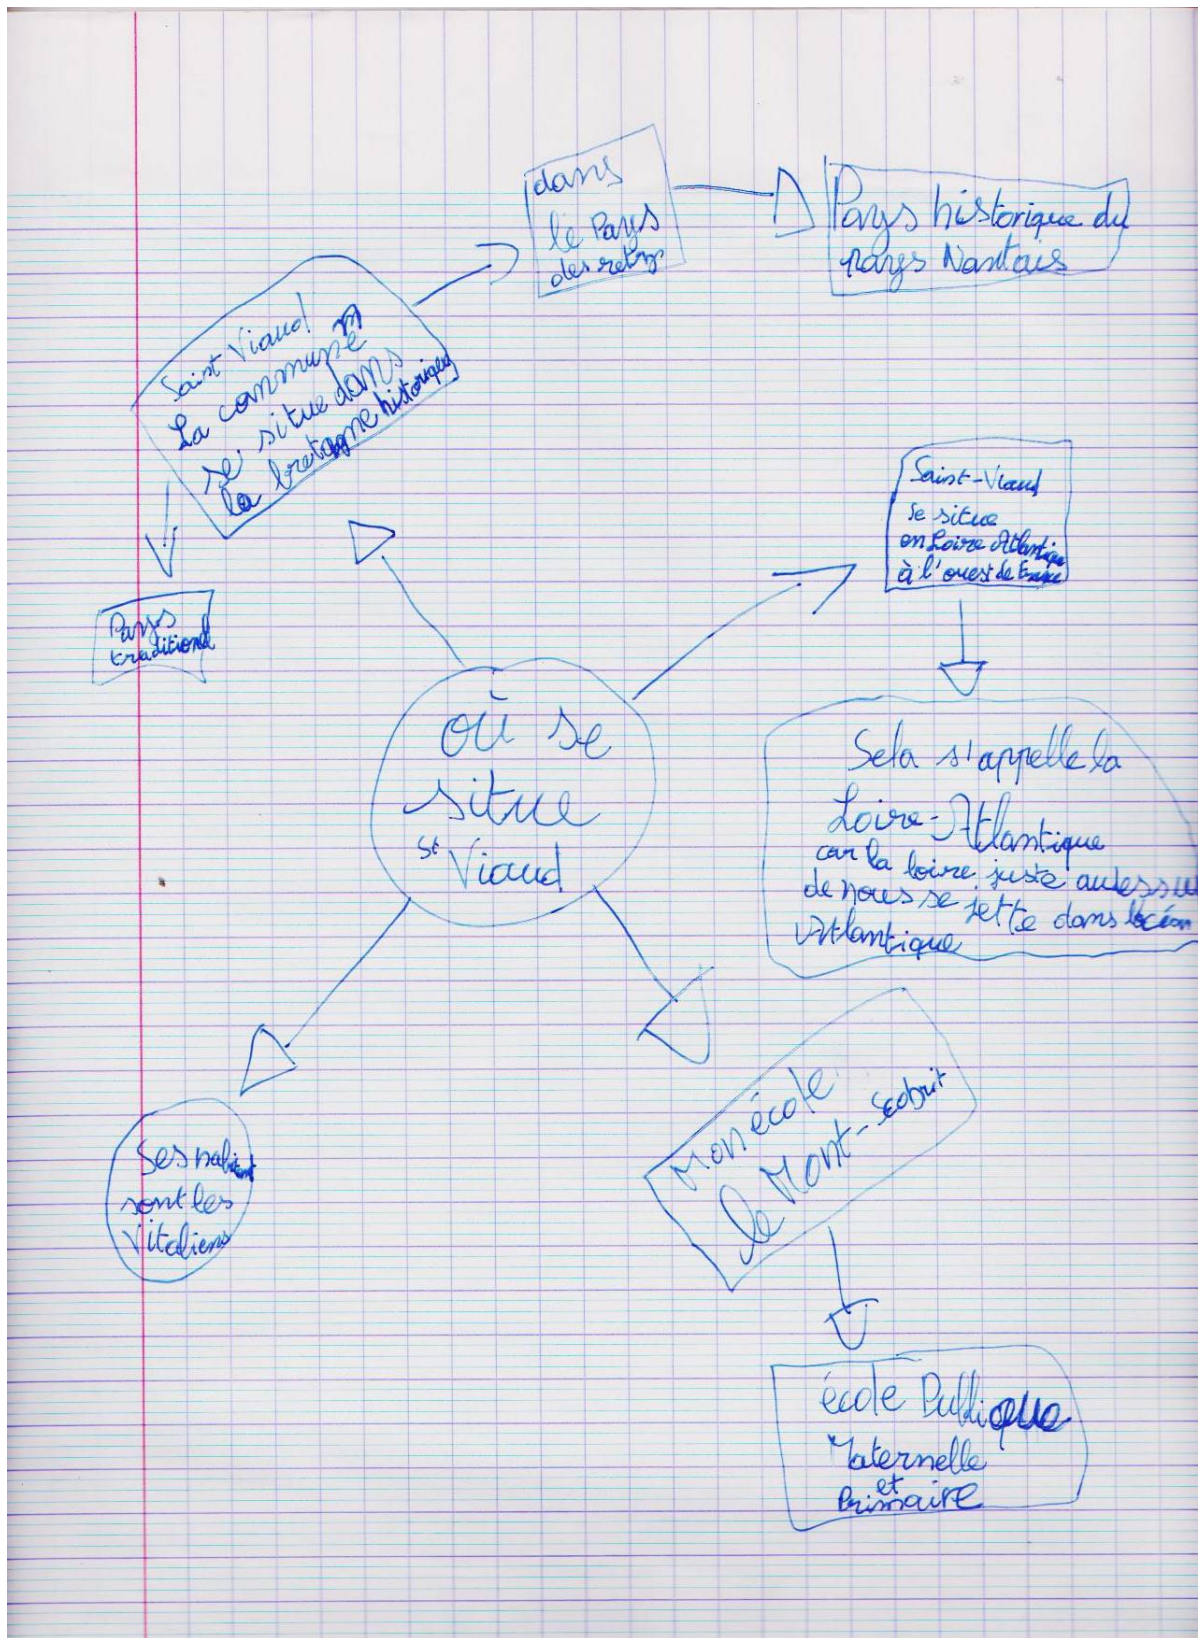 dans
le Pays
des retz
Pays historique du
pays Nantais
Saint Viaud
La commune
se situe dans
la bretagne historique
Saint-Viaud
se situe
en Loire Atlantique
à l'ouest de France
Pays
traditionel
où se
situe
St Viaud
Sela s'appelle la
Loire-Atlantique
car la loire juste audessu
de nous se jette dans l'océan
Atlantique
Mon école
le Mont-Scobrit
Ses habitant
sont les
Vitaliens
école Publique
Maternelle
et
Primaire